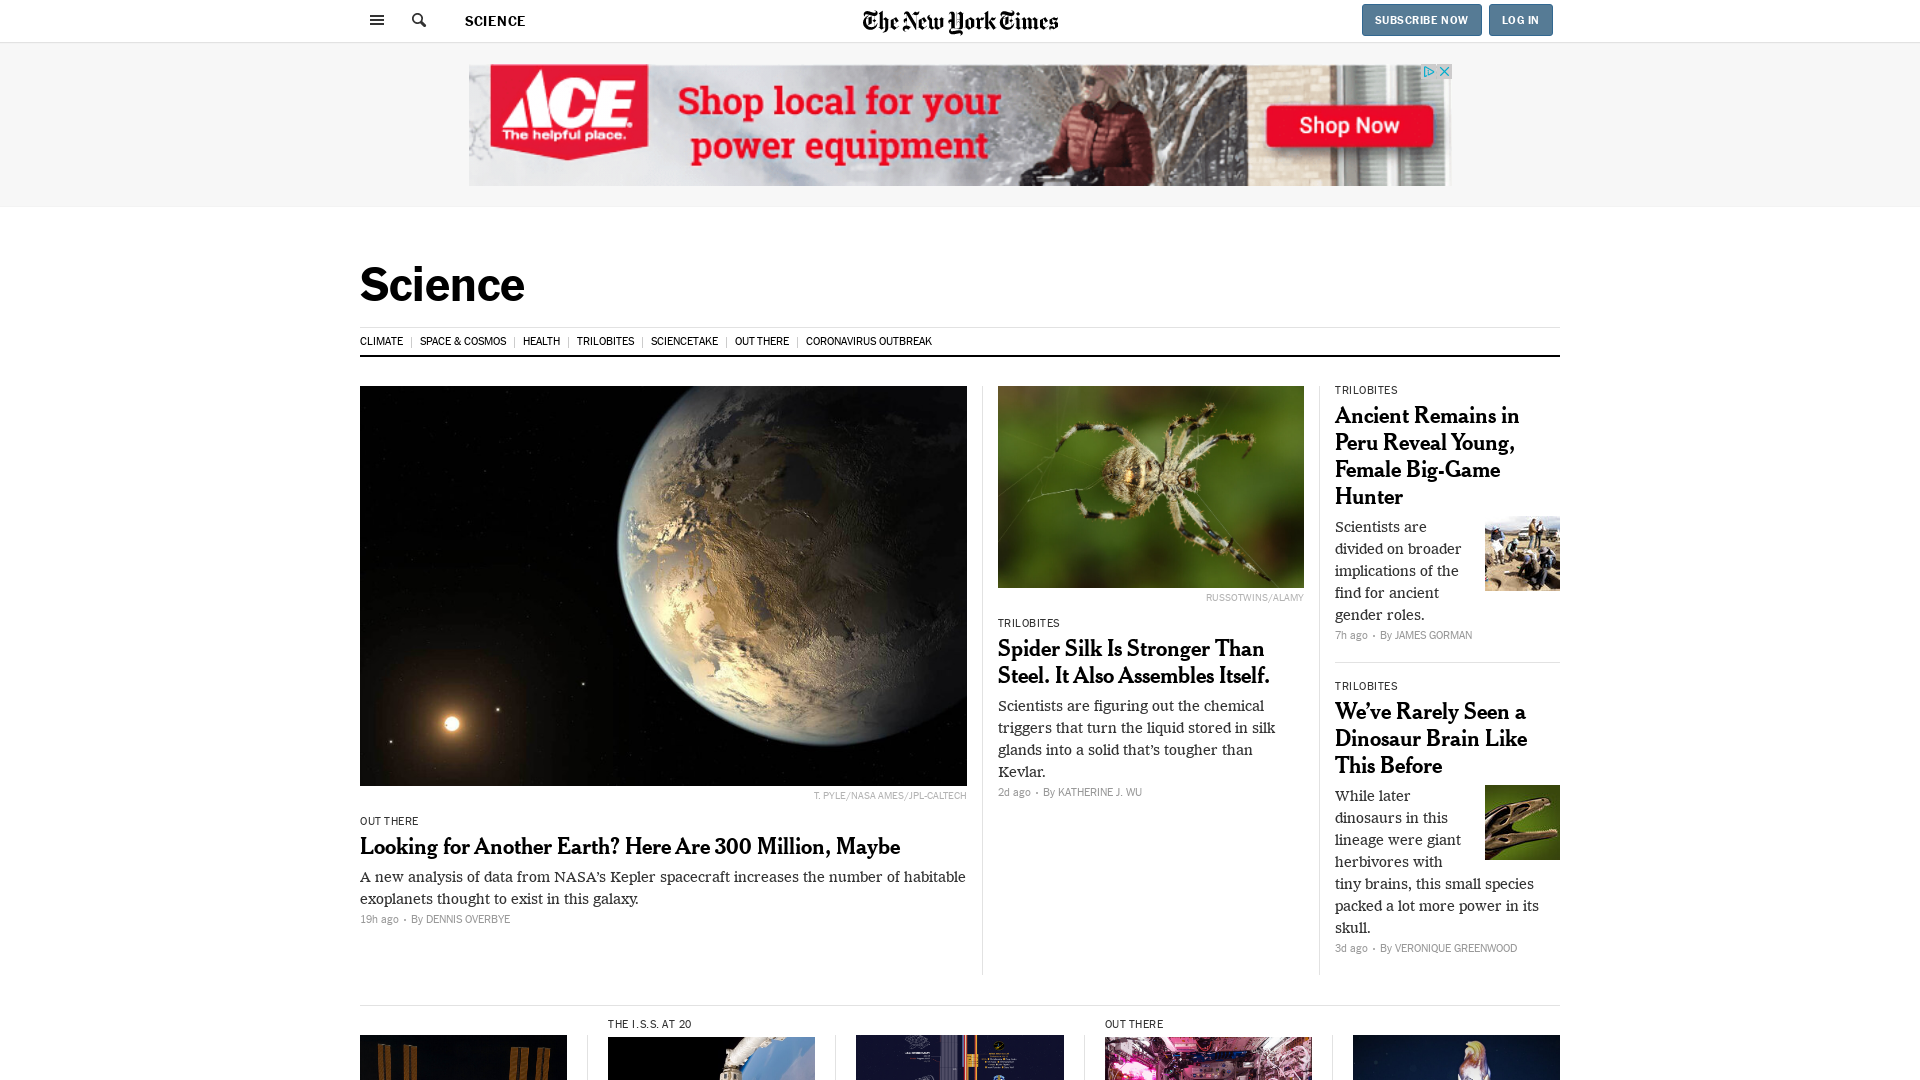 SCIENCE
The New York Times
SUBSCRIBE NOW
LOG IN
ACE
The helpful place.
Shop local for your
power equipment
Shop Now
Science
CLIMATE
SPACE & COSMOS
HEALTH
TRILOBITES
SCIENCETAKE
OUT THERE
CORONAVIRUS OUTBREAK
T. PYLE/NASA AMES/JPL-CALTECH
OUT THERE
Looking for Another Earth? Here Are 300 Million, Maybe
A new analysis of data from NASA’s Kepler spacecraft increases the number of habitable
exoplanets thought to exist in this galaxy.
19h ago • By DENNIS OVERBYE
RUSSOTWINS/ALAMY
TRILOBITES
Spider Silk Is Stronger Than
Steel. It Also Assembles Itself.
Scientists are figuring out the chemical
triggers that turn the liquid stored in silk
glands into a solid that’s tougher than
Kevlar.
2d ago • By KATHERINE J. WU
TRILOBITES
Ancient Remains in
Peru Reveal Young,
Female Big-Game
Hunter
Scientists are
divided on broader
implications of the
find for ancient
gender roles.
7h ago • By JAMES GORMAN
TRILOBITES
We’ve Rarely Seen a
Dinosaur Brain Like
This Before
While later
dinosaurs in this
lineage were giant
herbivores with
tiny brains, this small species
packed a lot more power in its
skull.
3d ago • By VERONIQUE GREENWOOD
THE I.S.S. AT 20
OUT THERE